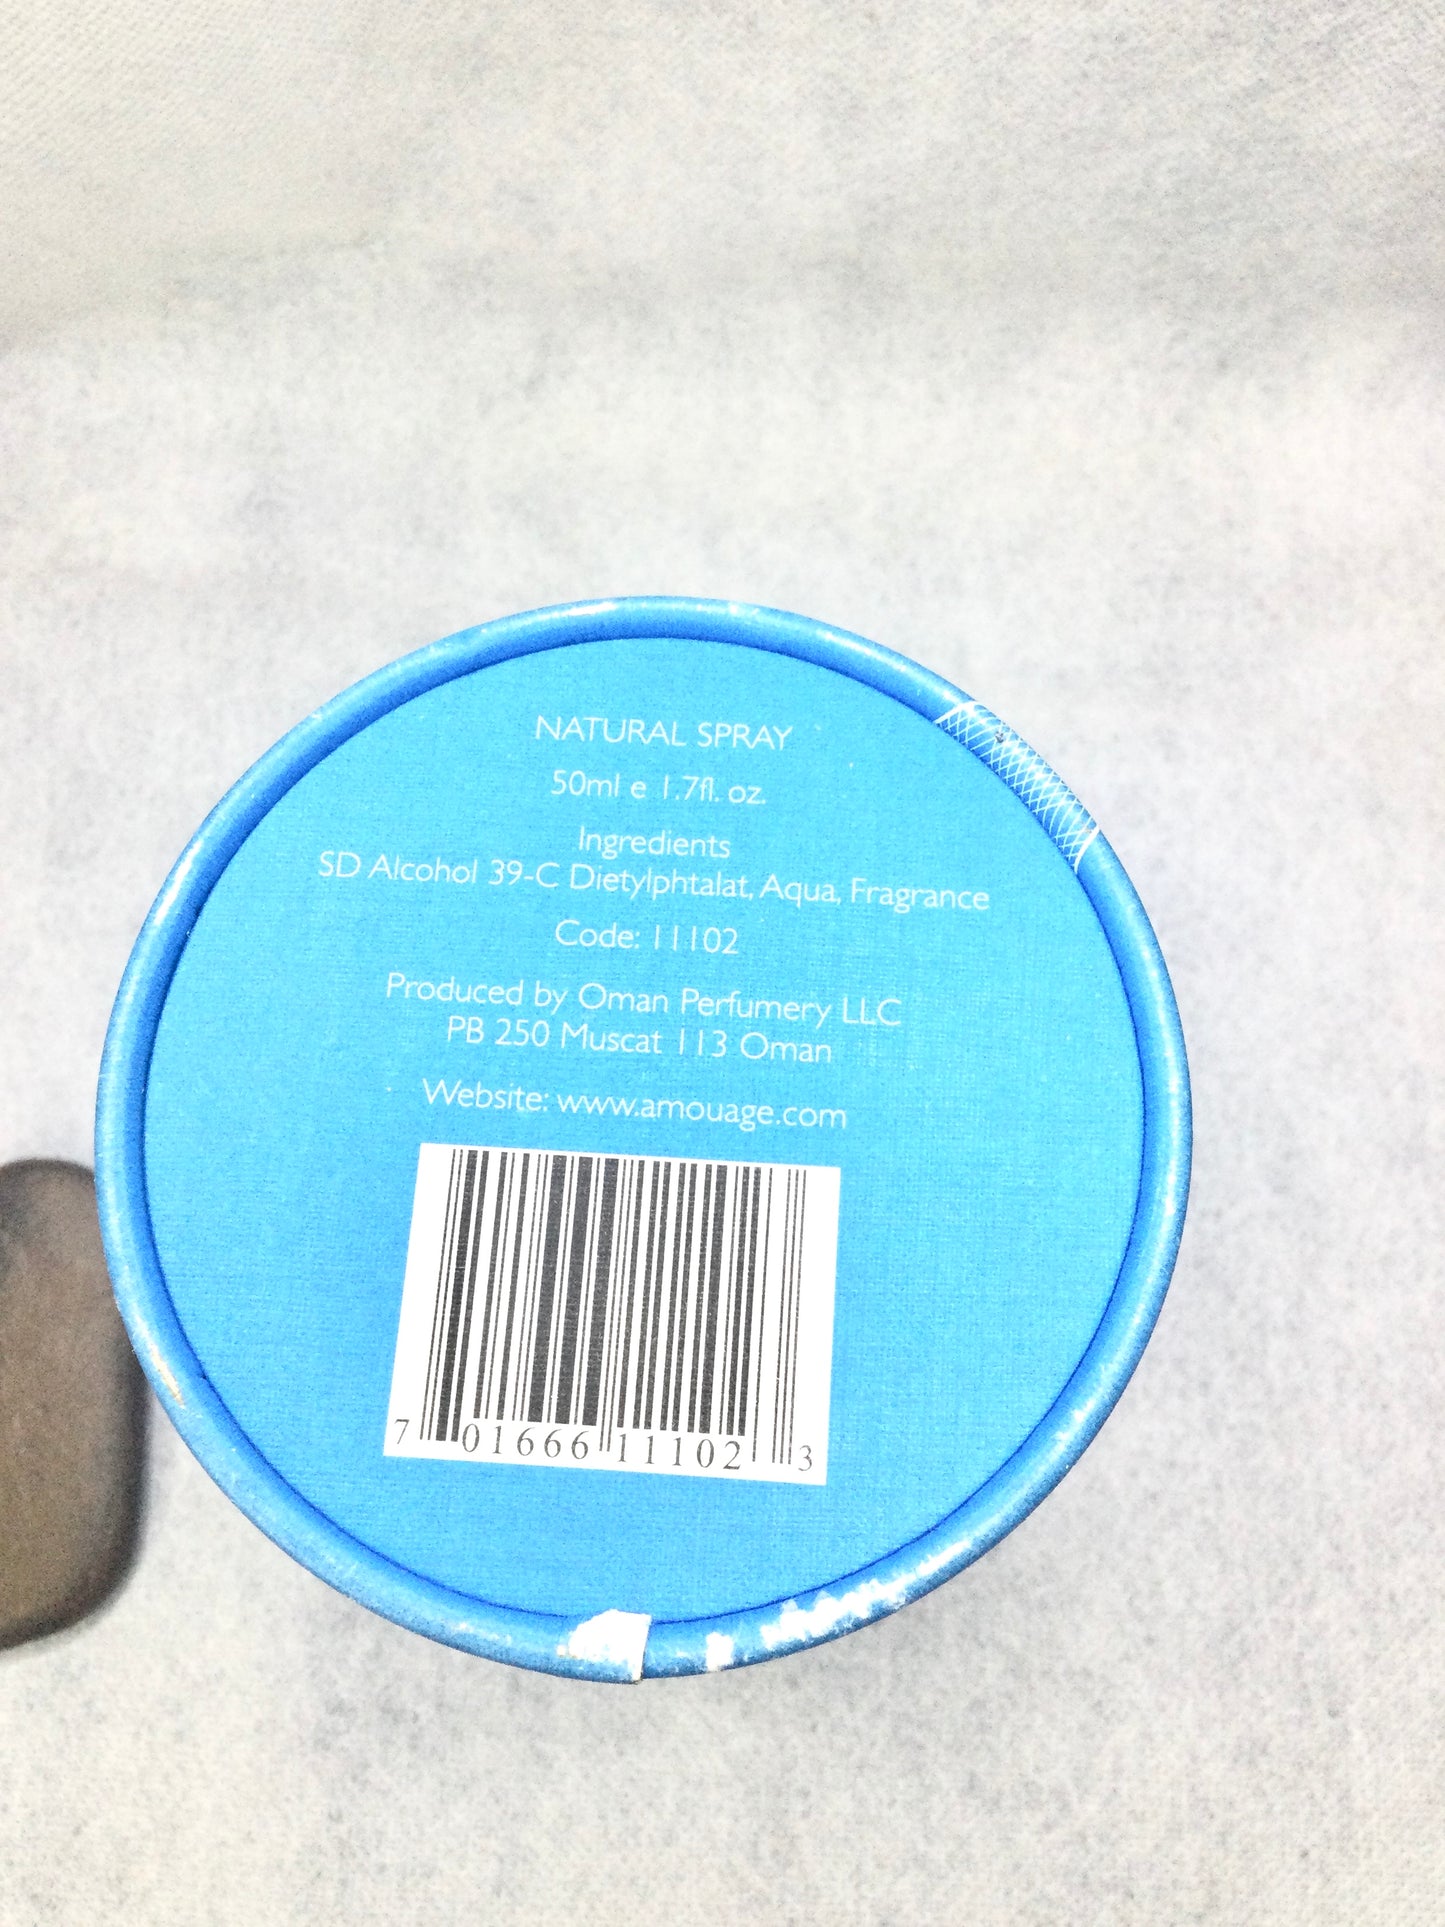 NATURAL SPRAY
50ml e 1.7fl. oz.
Ingredients
SD Alcohol 39-C Dietylphtalat, Aqua, Fragrance
Code: 11102
Produced by Oman Perfumery LLC
PB 250 Muscat 113 Oman
Website: www.amouage.com
7 01666 11102 3